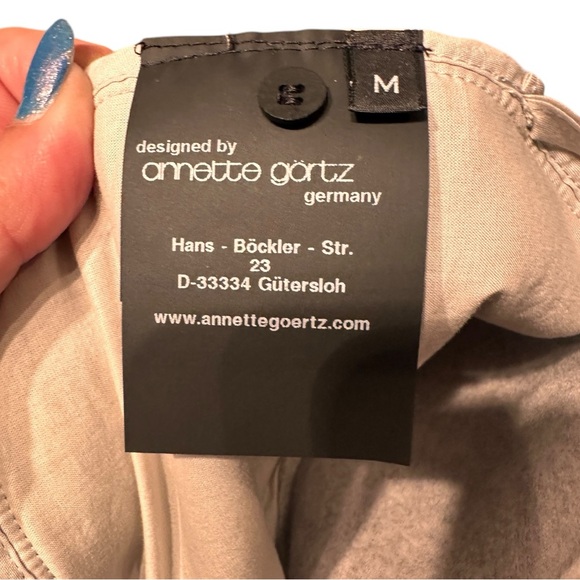 M
designed by
annette görtz
germany
Hans - Böckler - Str.
23
D-33334 Gütersloh
www.annettegoertz.com